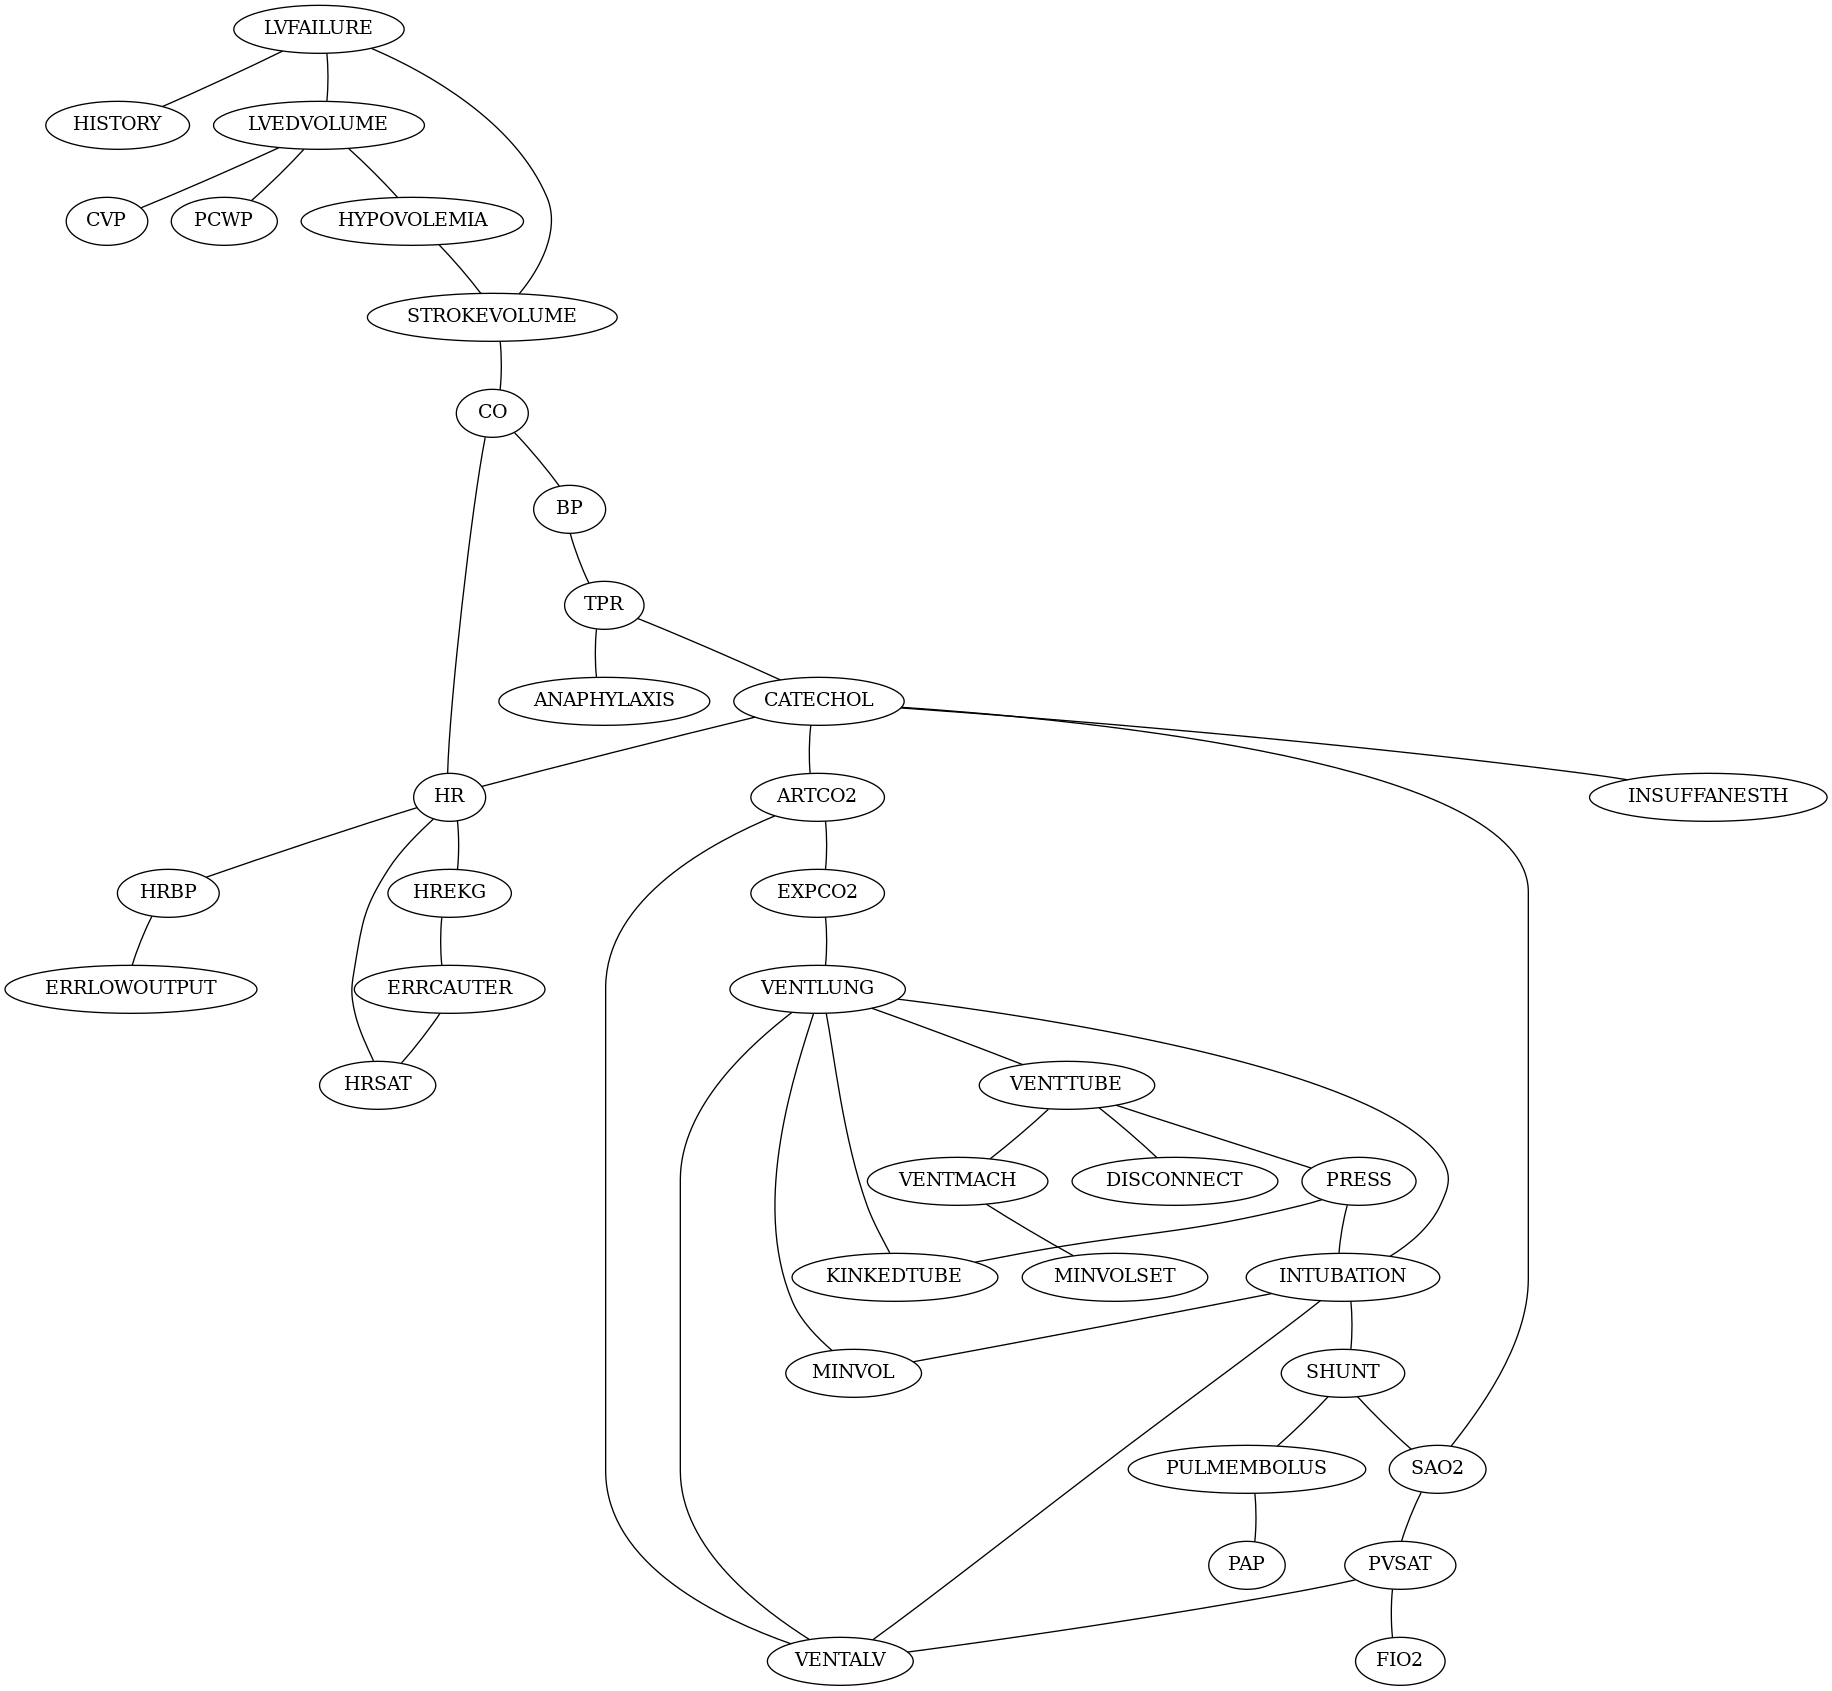 LVFAILURE
HISTORY
LVEDVOLUME
CVP
PCWP
HYPOVOLEMIA
STROKEVOLUME
CO
BP
TPR
ANAPHYLAXIS
CATECHOL
HR
ARTCO2
INSUFFANESTH
HRBP
HREKG
EXPCO2
ERRLOWOUTPUT
ERRCAUTER
VENTLUNG
HRSAT
VENTTUBE
VENTMACH
DISCONNECT
PRESS
KINKEDTUBE
MINVOLSET
INTUBATION
MINVOL
SHUNT
PULMEMBOLUS
SAO2
PAP
PVSAT
VENTALV
FIO2